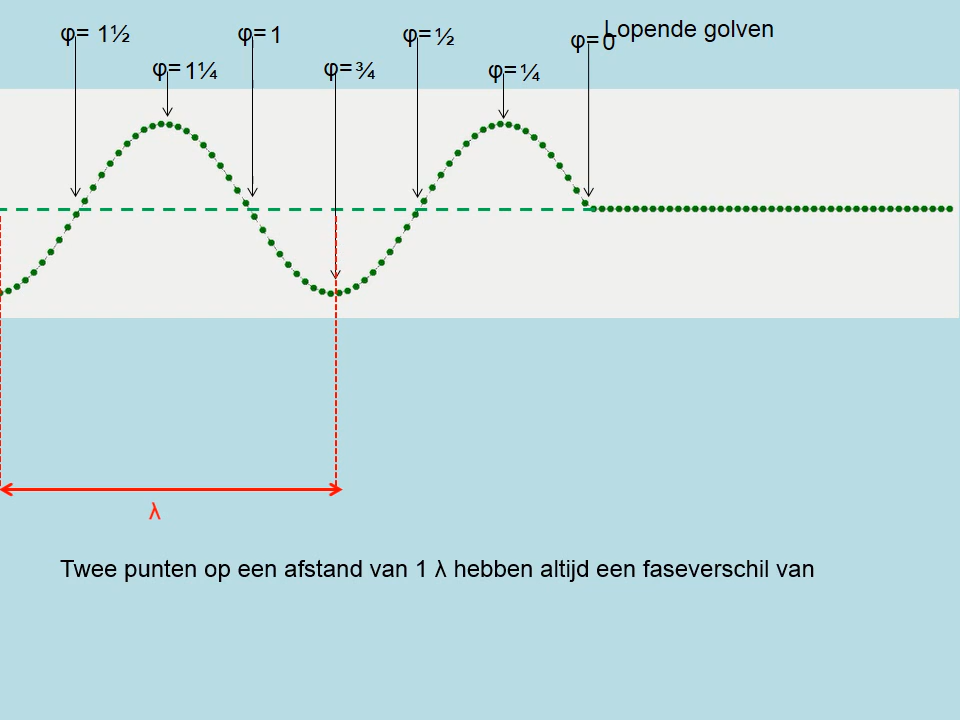 Lopende golven
φ= 1½
φ= 1
φ= ½
φ= 0
φ= 1¼
φ= ¾
φ= ¼
λ
Twee punten op een afstand van 1 λ hebben altijd een faseverschil van